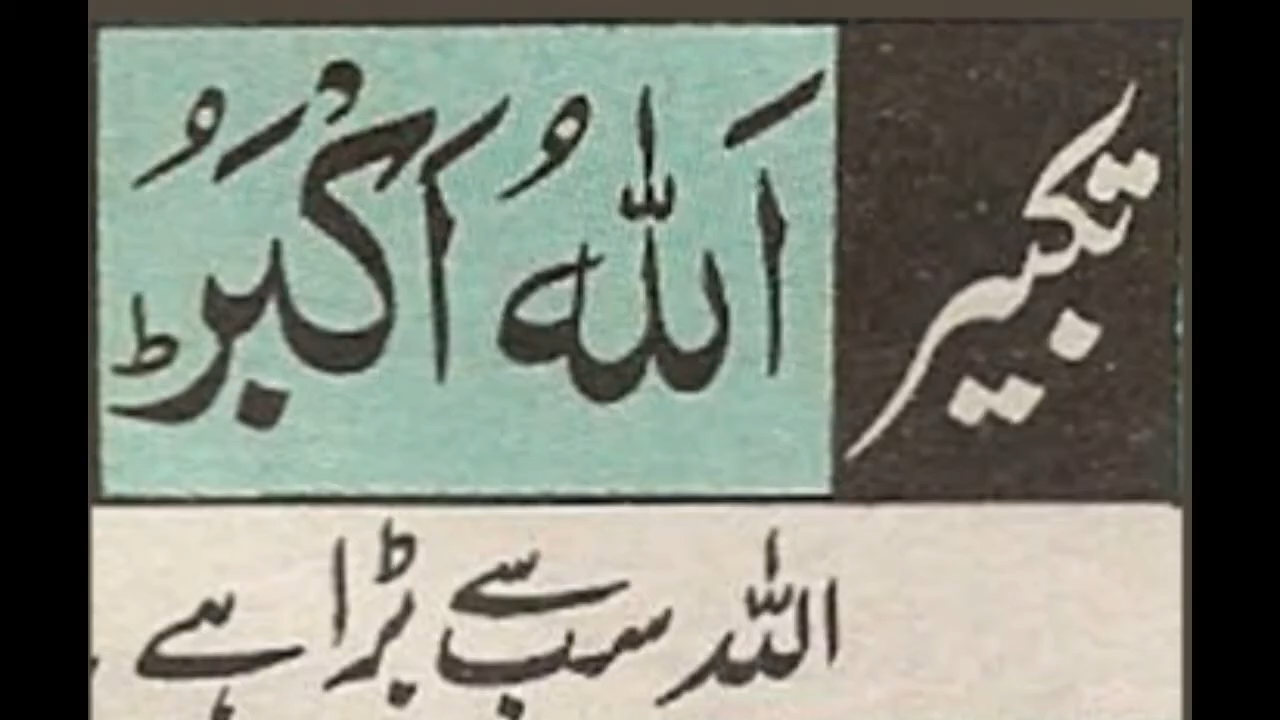 تکبیر
اَللّٰهُ اَکْبَرُ ط
اللہ سب سے بڑا ہے